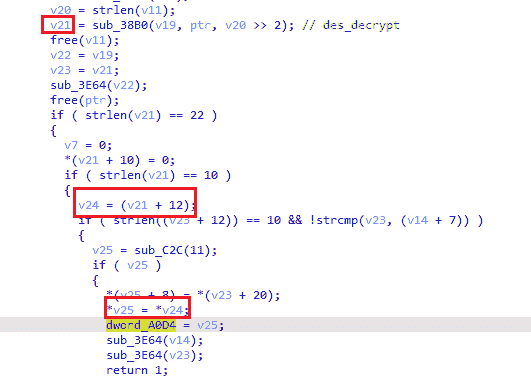 v20 = strlen(v11);
v21 = sub_38B0(v19, ptr, v20 >> 2); // des_decrypt
free(v11);
v22 = v19;
v23 = v21;
sub_3E64(v22);
free(ptr);
if ( strlen(v21) == 22 )
{
v7 = 0;
*(v21 + 10) = 0;
if ( strlen(v21) == 10 )
{
v24 = (v21 + 12);
if ( strlen((v23 + 12)) == 10 && !strcmp(v23, (v14 + 7)) )
{
v25 = sub_C2C(11);
if ( v25 )
{
*(v25 + 8) = *(v23 + 20);
*v25 = *v24;
dword_A0D4 = v25;
sub_3E64(v14);
sub_3E64(v23);
return 1;